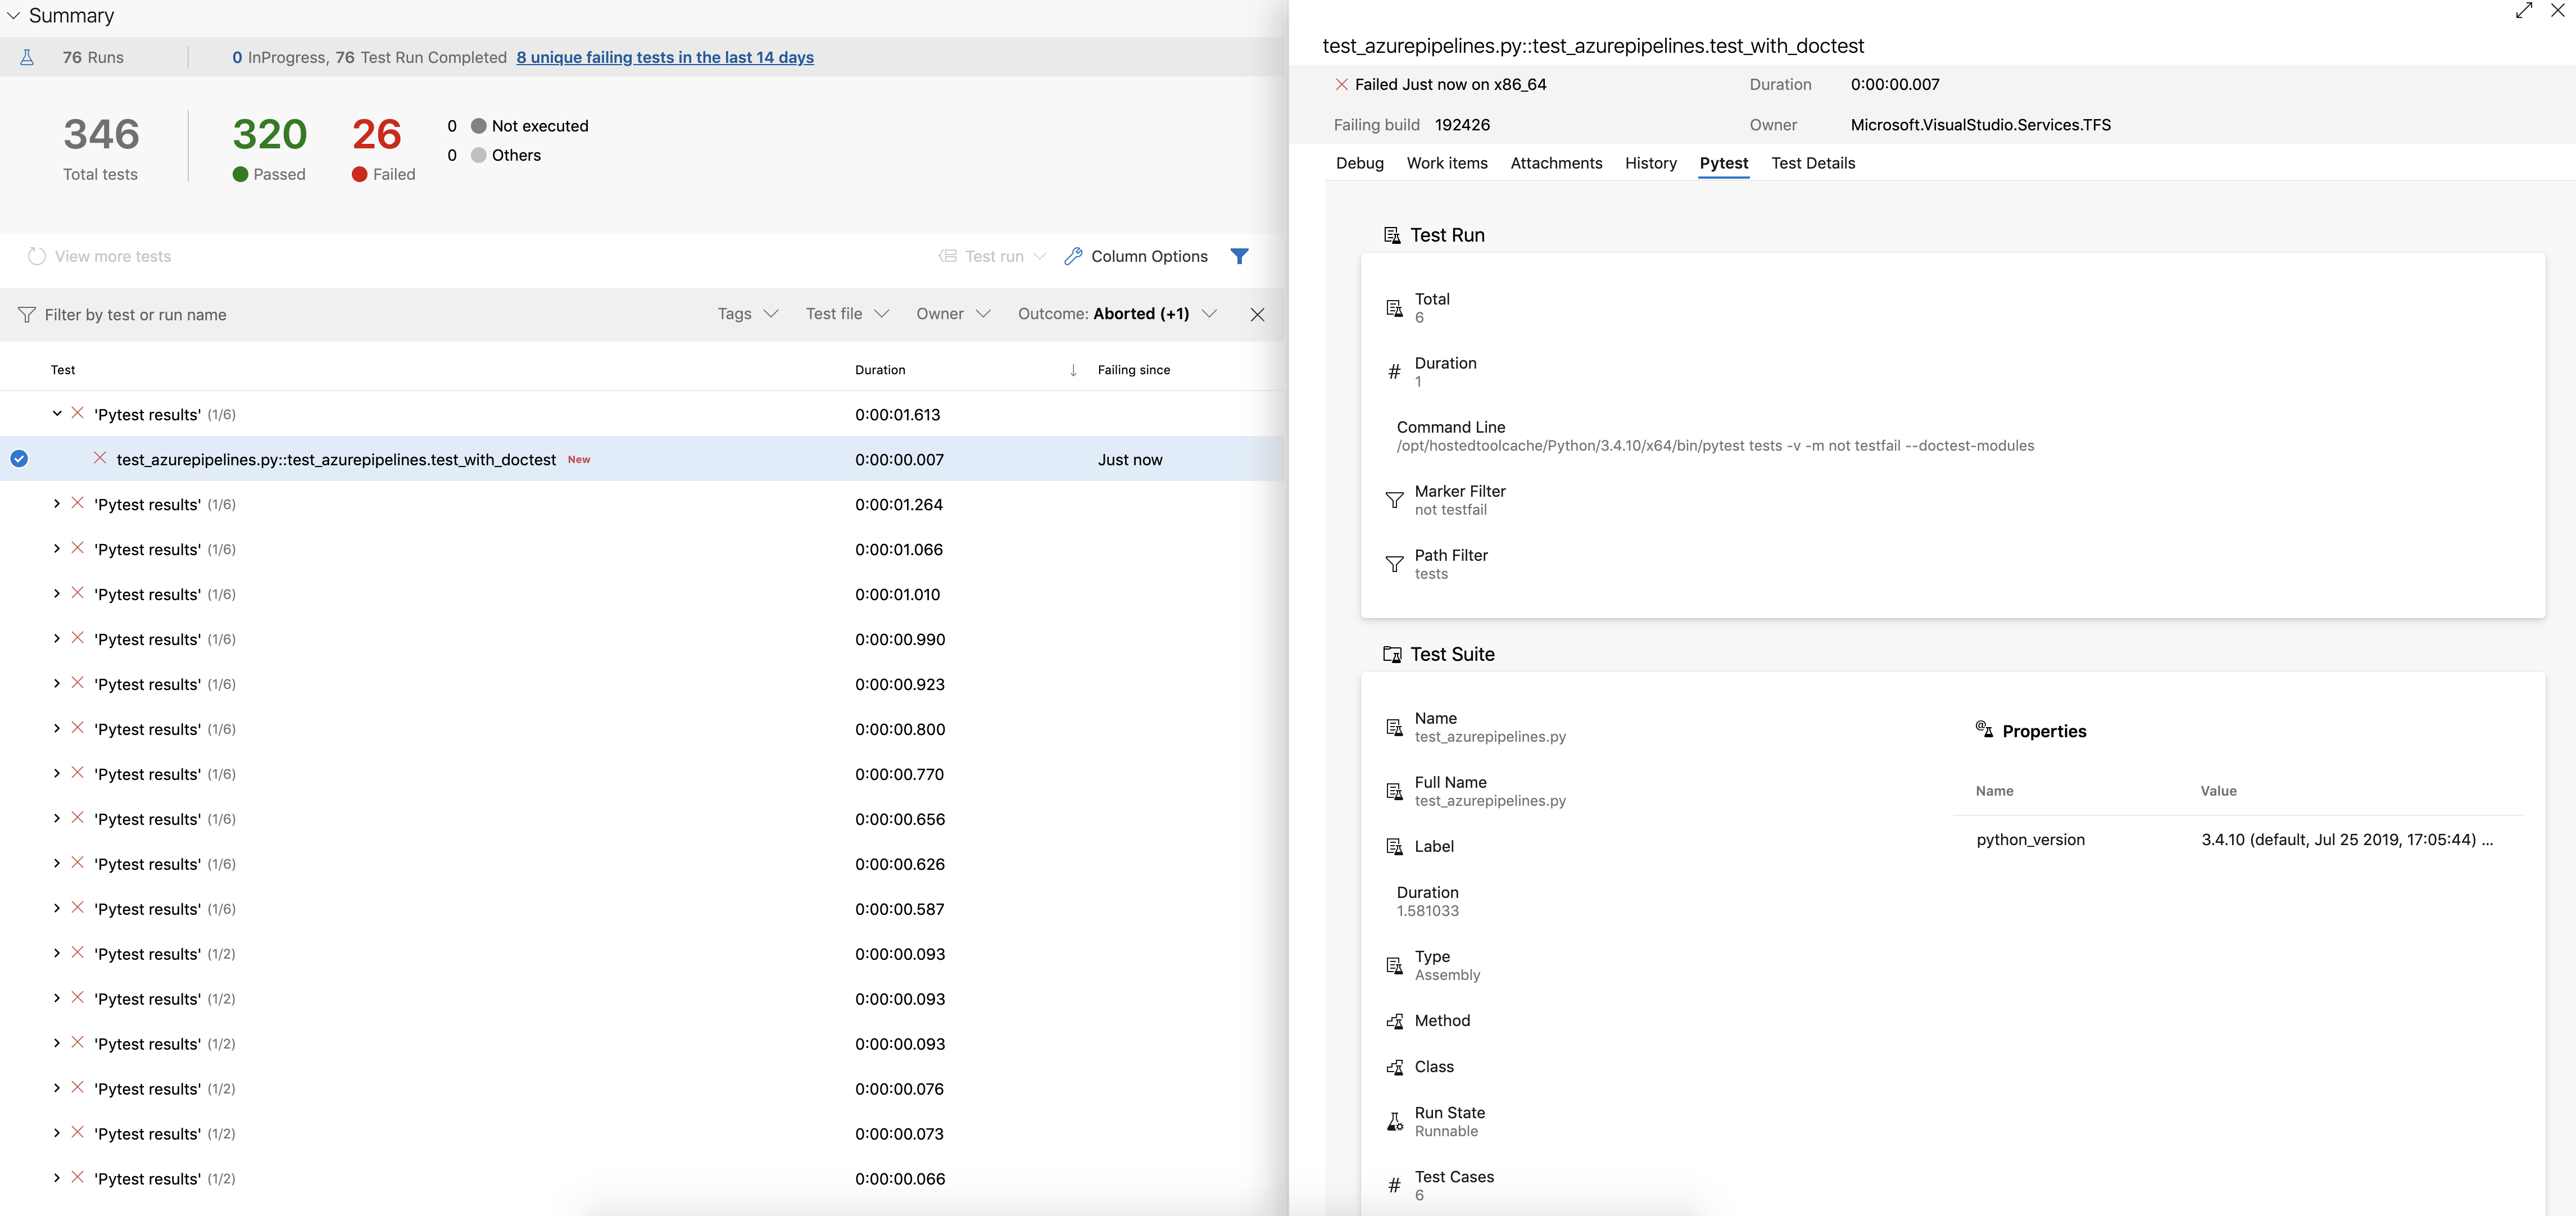 Summary
76 Runs
0 InProgress, 76 Test Run Completed 8 unique failing tests in the last 14 days
346
Total tests
320
Passed
26
Failed
0 Not executed
0 Others
View more tests
Test run
Column Options
Filter by test or run name
Tags
Test file
Owner
Outcome: Aborted (+1)
Test Duration Failing since
'Pytest results' (1/6) 0:00:01.613
test_azurepipelines.py::test_azurepipelines.test_with_doctest New 0:00:00.007 Just now
'Pytest results' (1/6) 0:00:01.264
'Pytest results' (1/6) 0:00:01.066
'Pytest results' (1/6) 0:00:01.010
'Pytest results' (1/6) 0:00:00.990
'Pytest results' (1/6) 0:00:00.923
'Pytest results' (1/6) 0:00:00.800
'Pytest results' (1/6) 0:00:00.770
'Pytest results' (1/6) 0:00:00.656
'Pytest results' (1/6) 0:00:00.626
'Pytest results' (1/6) 0:00:00.587
'Pytest results' (1/2) 0:00:00.093
'Pytest results' (1/2) 0:00:00.093
'Pytest results' (1/2) 0:00:00.093
'Pytest results' (1/2) 0:00:00.076
'Pytest results' (1/2) 0:00:00.073
'Pytest results' (1/2) 0:00:00.066
test_azurepipelines.py::test_azurepipelines.test_with_doctest
Failed Just now on x86_64
Duration 0:00:00.007
Failing build 192426
Owner Microsoft.VisualStudio.Services.TFS
Debug Work items Attachments History Pytest Test Details
Test Run
Total
6
# Duration
1
Command Line
/opt/hostedtoolcache/Python/3.4.10/x64/bin/pytest tests -v -m not testfail --doctest-modules
Marker Filter
not testfail
Path Filter
tests
Test Suite
Name
test_azurepipelines.py
Full Name
test_azurepipelines.py
Label
Duration
1.581033
Type
Assembly
Method
Class
Run State
Runnable
# Test Cases
6
Properties
Name Value
python_version 3.4.10 (default, Jul 25 2019, 17:05:44) ...